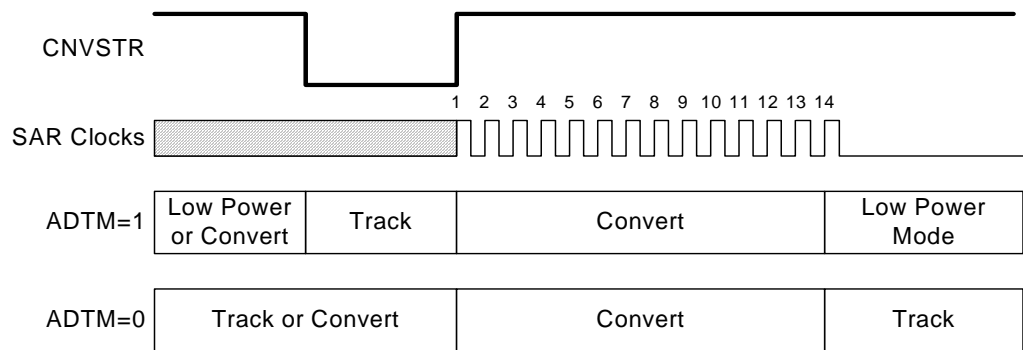 CNVSTR
1 2 3 4 5 6 7 8 9 10 11 12 13 14
SAR Clocks
ADTM=1
Low Power
or Convert
Track
Convert
Low Power
Mode
ADTM=0
Track or Convert
Convert
Track